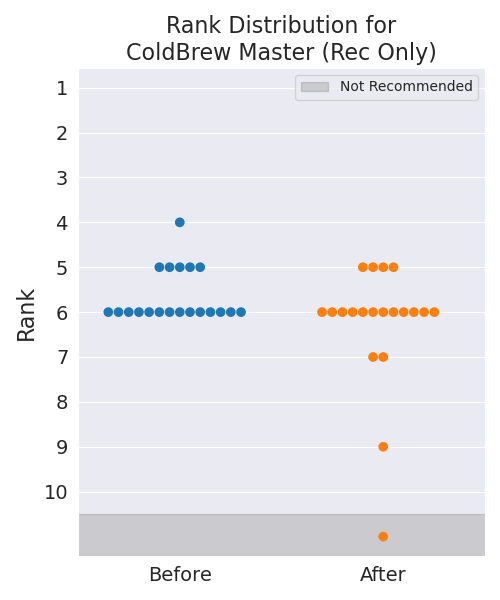 Rank Distribution for
ColdBrew Master (Rec Only)
Not Recommended
Rank
1
2
3
4
5
6
7
8
9
10
Before After